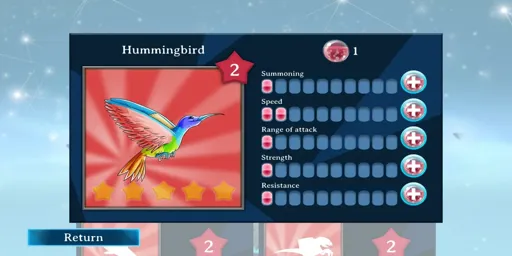 Hummingbird
2
1
Summoning
Speed
Range of attack
Strength
Resistance
Return
2
2